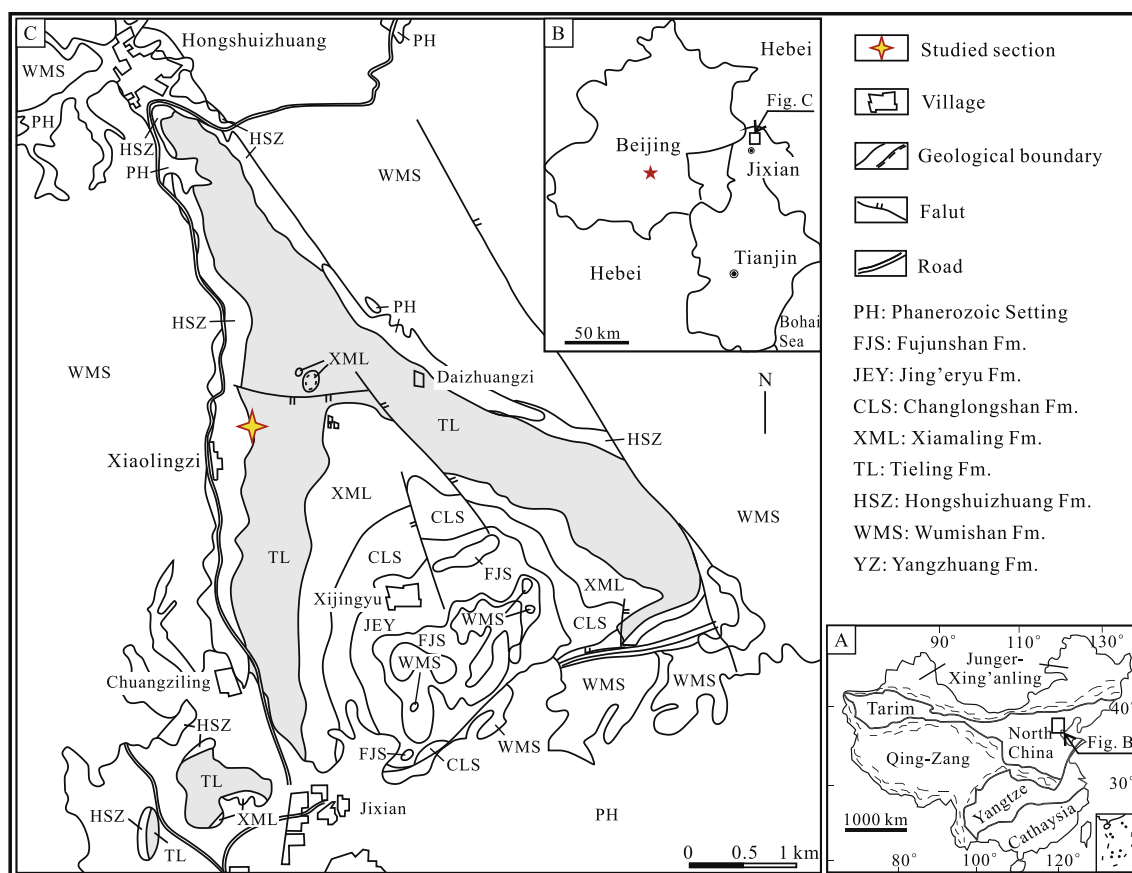 C
Hongshuizhuang
PH
WMS
PH
HSZ
PH
HSZ
HSZ
WMS
HSZ
WMS
PH
XML
Daizhuangzi
TL
HSZ
N
Xiaolingzi
XML
CLS
WMS
TL
CLS
FJS
XML
Xijingyu
WMS
JEY
FJS
CLS
WMS
WMS
WMS
Chuangziling
HSZ
WMS
FJS
CLS
TL
HSZ
XML
Jixian
TL
PH
0 0.5 1 km
B
Hebei
Fig. C
Beijing
Jixian
Tianjin
Hebei
Bohai
Sea
50 km
Studied section
Village
Geological boundary
Falut
Road
PH: Phanerozoic Setting
FJS: Fujunshan Fm.
JEY: Jing'eryu Fm.
CLS: Changlongshan Fm.
XML: Xiamaling Fm.
TL: Tieling Fm.
HSZ: Hongshuizhuang Fm.
WMS: Wumishan Fm.
YZ: Yangzhuang Fm.
A
90° 110° 130°
Junger-
Xing'anling
Tarim
40°
North
China
Fig. B
Qing-Zang
30°
Yangtze
Cathaysia
1000 km
80° 100° 120°